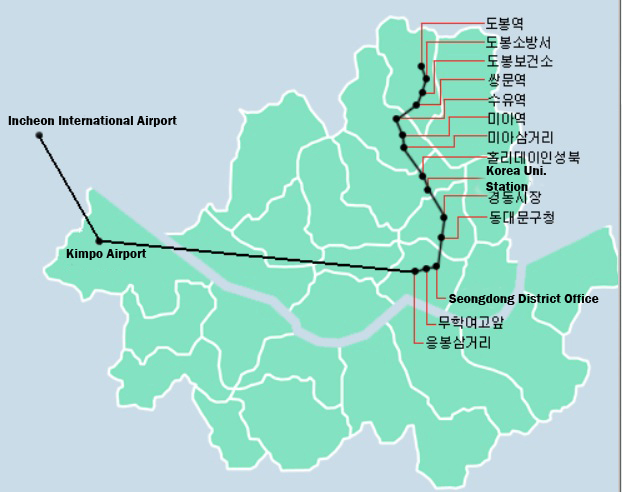 도봉역
도봉소방서
도봉보건소
쌍문역
수유역
미아역
미아삼거리
홀리데이인성북
Korea Uni.
Station
경동시장
동대문구청
Incheon International Airport
Kimpo Airport
Seongdong District Office
무학여고앞
응봉삼거리